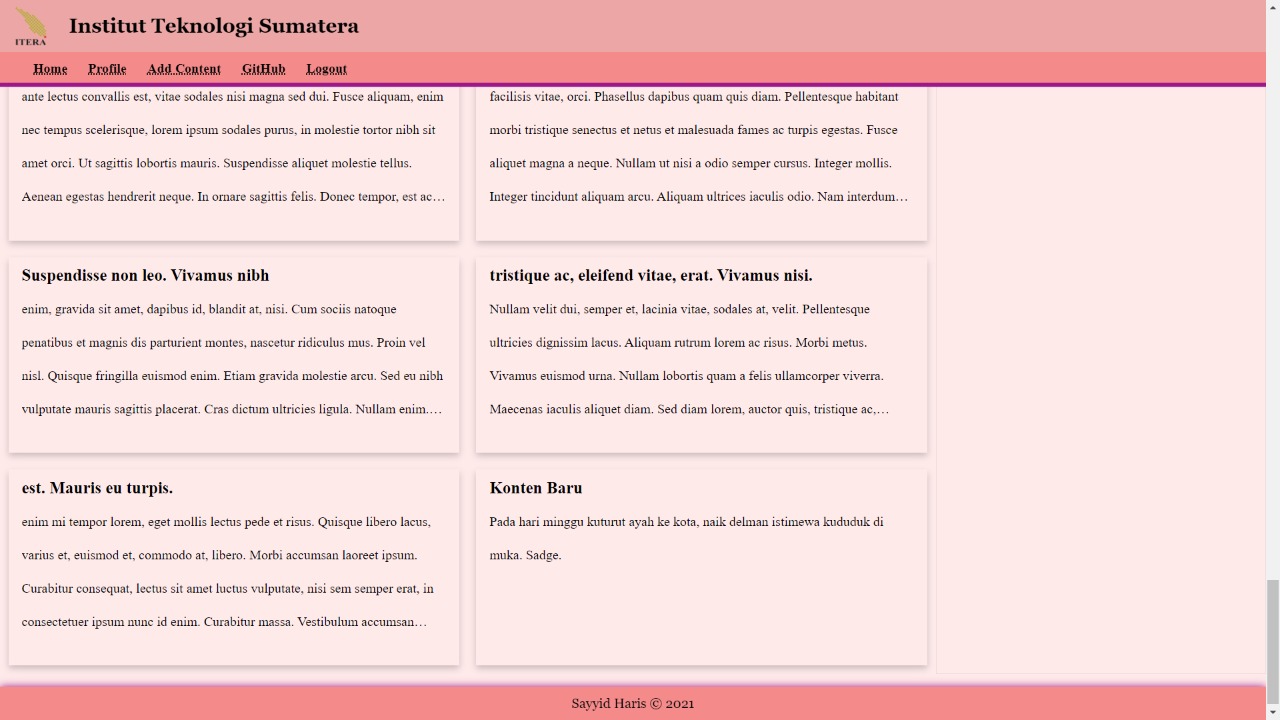 ITERA
Institut Teknologi Sumatera
Home Profile Add Content GitHub Logout
ante lectus convallis est, vitae sodales nisi magna sed dui. Fusce aliquam, enim
nec tempus scelerisque, lorem ipsum sodales purus, in molestie tortor nibh sit
amet orci. Ut sagittis lobortis mauris. Suspendisse aliquet molestie tellus.
Aenean egestas hendrerit neque. In ornare sagittis felis. Donec tempor, est ac…
facilisis vitae, orci. Phasellus dapibus quam quis diam. Pellentesque habitant
morbi tristique senectus et netus et malesuada fames ac turpis egestas. Fusce
aliquet magna a neque. Nullam ut nisi a odio semper cursus. Integer mollis.
Integer tincidunt aliquam arcu. Aliquam ultrices iaculis odio. Nam interdum…
Suspendisse non leo. Vivamus nibh
enim, gravida sit amet, dapibus id, blandit at, nisi. Cum sociis natoque
penatibus et magnis dis parturient montes, nascetur ridiculus mus. Proin vel
nisl. Quisque fringilla euismod enim. Etiam gravida molestie arcu. Sed eu nibh
vulputate mauris sagittis placerat. Cras dictum ultricies ligula. Nullam enim.…
tristique ac, eleifend vitae, erat. Vivamus nisi.
Nullam velit dui, semper et, lacinia vitae, sodales at, velit. Pellentesque
ultricies dignissim lacus. Aliquam rutrum lorem ac risus. Morbi metus.
Vivamus euismod urna. Nullam lobortis quam a felis ullamcorper viverra.
Maecenas iaculis aliquet diam. Sed diam lorem, auctor quis, tristique ac,…
est. Mauris eu turpis.
enim mi tempor lorem, eget mollis lectus pede et risus. Quisque libero lacus,
varius et, euismod et, commodo at, libero. Morbi accumsan laoreet ipsum.
Curabitur consequat, lectus sit amet luctus vulputate, nisi sem semper erat, in
consectetuer ipsum nunc id enim. Curabitur massa. Vestibulum accumsan…
Konten Baru
Pada hari minggu kuturut ayah ke kota, naik delman istimewa kududuk di
muka. Sadge.
Sayyid Haris © 2021